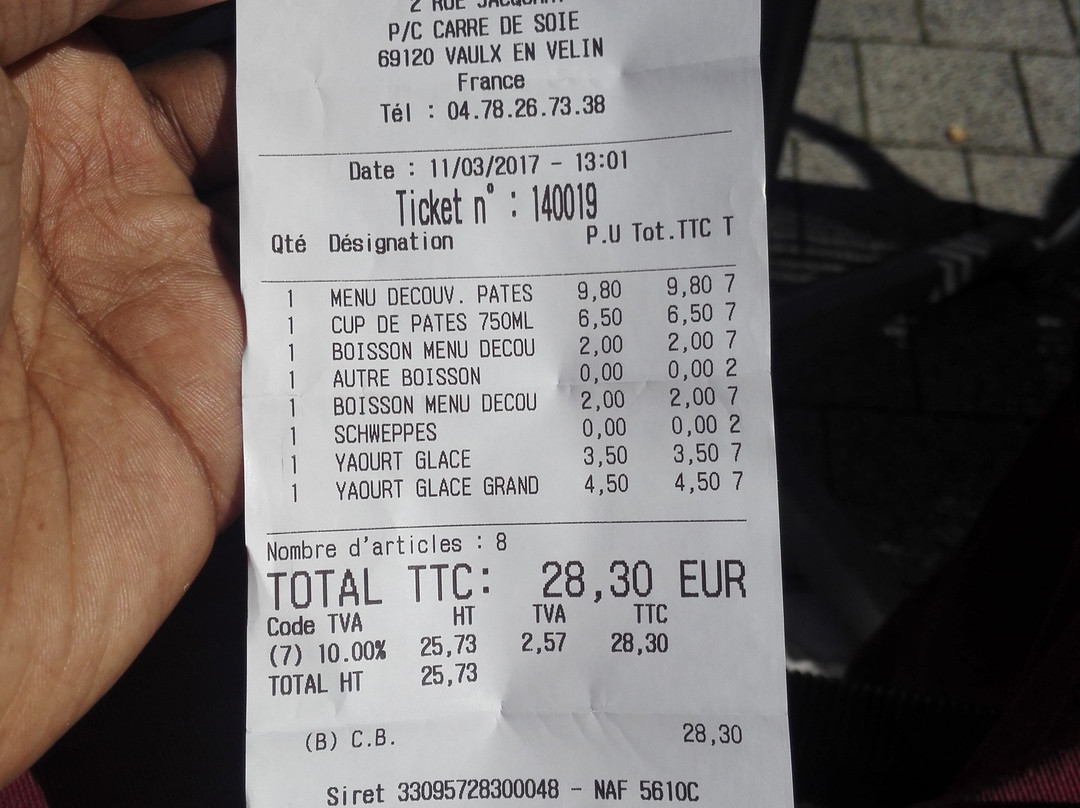 2 RUE JACQUART
P/C CARRE DE SOIE
69120 VAULX EN VELIN
France
Tél : 04.78.26.73.38
Date : 11/03/2017 - 13:01
Ticket n° : 140019
Qté Désignation P.U Tot.TTC T
1 MENU DECOUV. PATES 9,80 9,80 7
1 CUP DE PATES 750ML 6,50 6,50 7
1 BOISSON MENU DECOU 2,00 2,00 7
1 AUTRE BOISSON 0,00 0,00 2
1 BOISSON MENU DECOU 2,00 2,00 7
1 SCHWEPPES 0,00 0,00 2
1 YAOURT GLACE 3,50 3,50 7
1 YAOURT GLACE GRAND 4,50 4,50 7
Nombre d'articles : 8
TOTAL TTC: 28,30 EUR
Code TVA HT TVA TTC
(7) 10.00% 25,73 2,57 28,30
TOTAL HT 25,73
(B) C.B. 28,30
Siret 33095728300048 - NAF 5610C